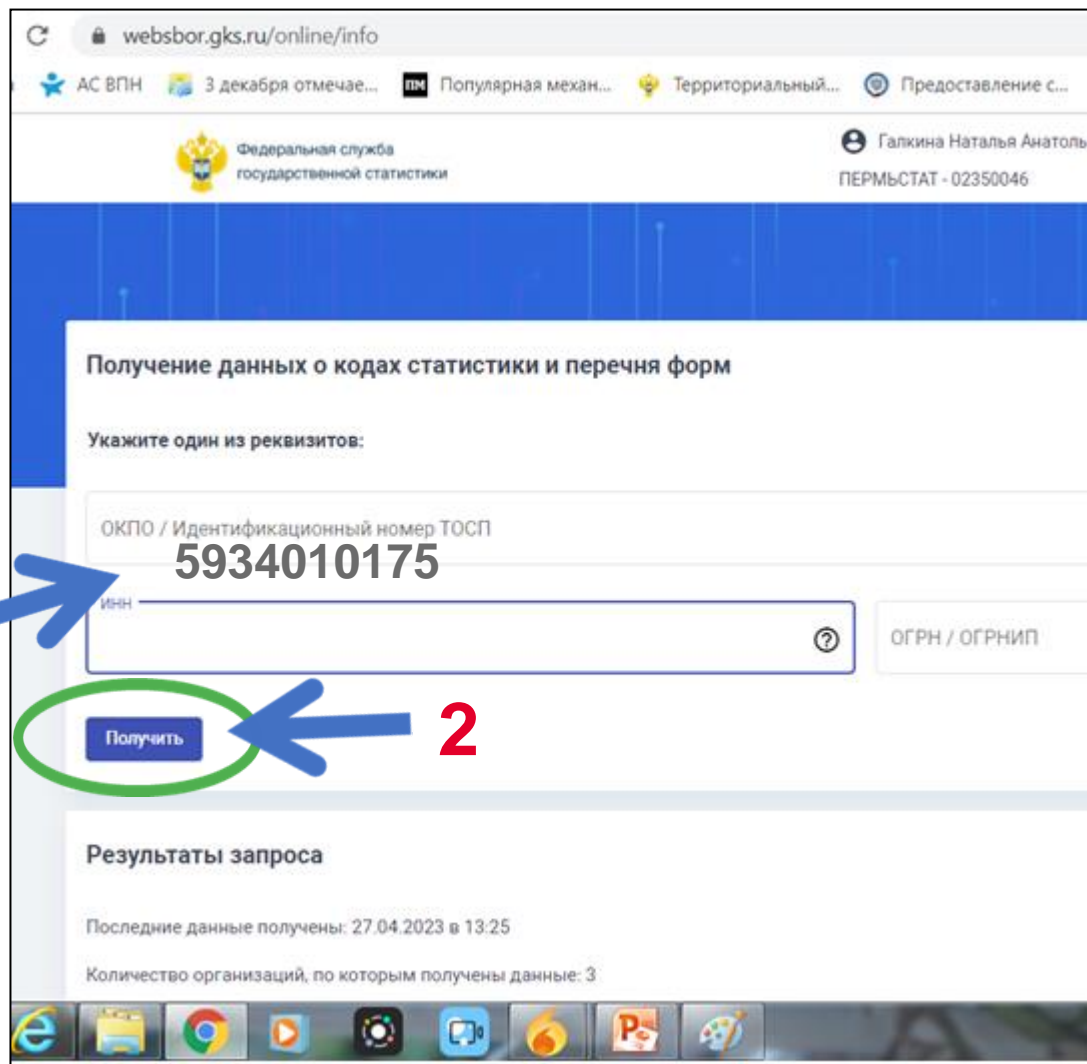 websbor.gks.ru/online/info
АС ВПН 3 декабря отмечае... ПМ Популярная механ... Территориальный... Предоставление с...
Федеральная служба
государственной статистики
Галкина Наталья Анатоль
ПЕРМЬСТАТ - 02350046
Получение данных о кодах статистики и перечня форм
Укажите один из реквизитов:
ОКПО / Идентификационный номер ТОСП
5934010175
ИНН
ОГРН / ОГРНИП
Получить
2
Результаты запроса
Последние данные получены: 27.04.2023 в 13:25
Количество организаций, по которым получены данные: 3